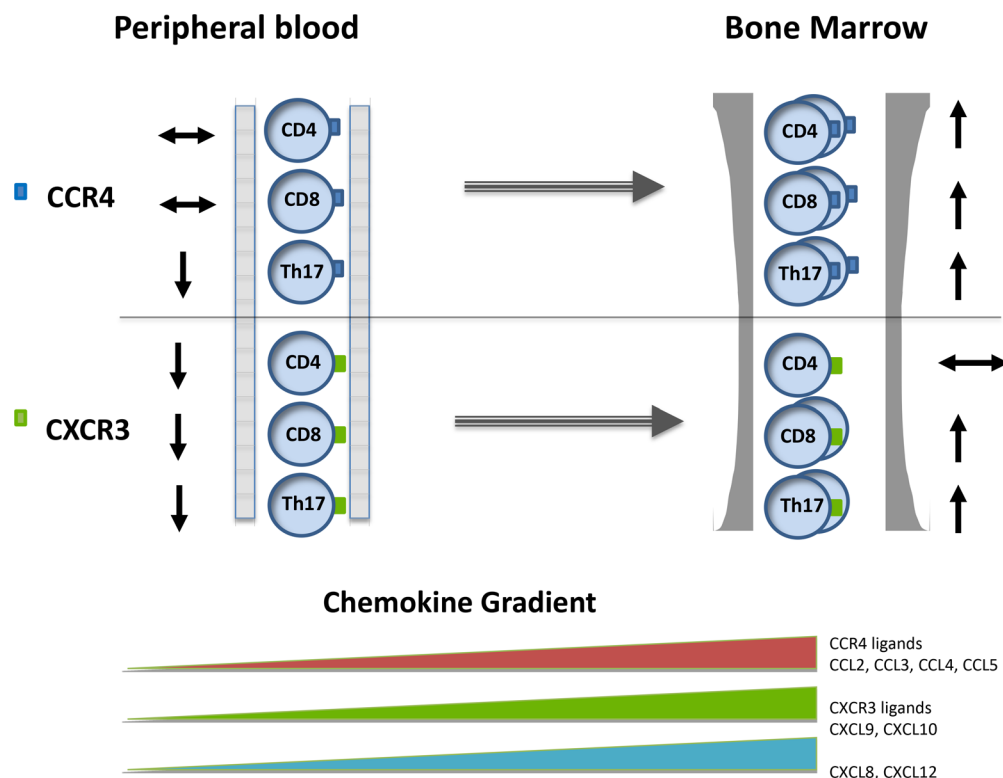 Peripheral blood
Bone Marrow
CCR4
CD4
CD8
Th17
CD4
CD8
Th17
CXCR3
CD4
CD8
Th17
CD4
CD8
Th17
Chemokine Gradient
CCR4 ligands
CCL2, CCL3, CCL4, CCL5
CXCR3 ligands
CXCL9, CXCL10
CXCL8, CXCL12